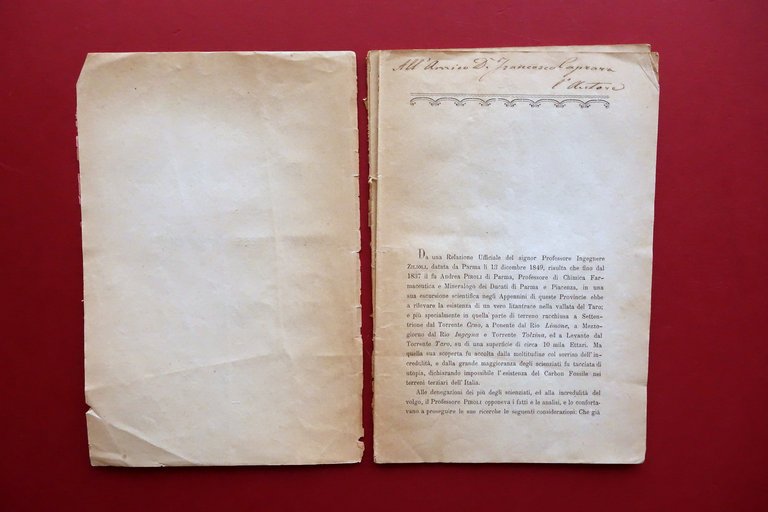 All'Amico Dr Francesco Caprara
l'Autore
Da una Relazione Ufficiale del signor Professore Ingegnere
Zilioli, datata da Parma li 13 dicembre 1849, risulta che fino dal
1837 il fu Andrea Piroli di Parma, Professore di Chimica Far-
maceutica e Mineralogo dei Ducati di Parma e Piacenza, in una
sua escursione scientifica negli Appennini di queste Provincie ebbe
a rilevare la esistenza di un vero litantrace nella vallata del Taro;
e più specialmente in quella parte di terreno racchiusa a Setten-
trione dal Torrente Ceno, a Ponente dal Rio Limone, a Mezzo-
giorno dal Rio Ingegna e Torrente Tolzina, ed a Levante dal
Torrente Taro, su di una superficie di circa 10 mila Ettari. Ma
quella sua scoperta fu accolta dalla moltitudine col sorriso dell'in-
credulità, e dalla grande maggioranza degli scienziati fu tacciata di
utopia, dichiarando impossibile l'esistenza del Carbon Fossile nei
terreni terziari dell'Italia.
Alle denegazioni dei più degli scienziati, ed alla incredulità del
volgo, il Professore Piroli opponeva i fatti e le analisi, e lo conforta-
vano a proseguire le sue ricerche le seguenti considerazioni: Che già